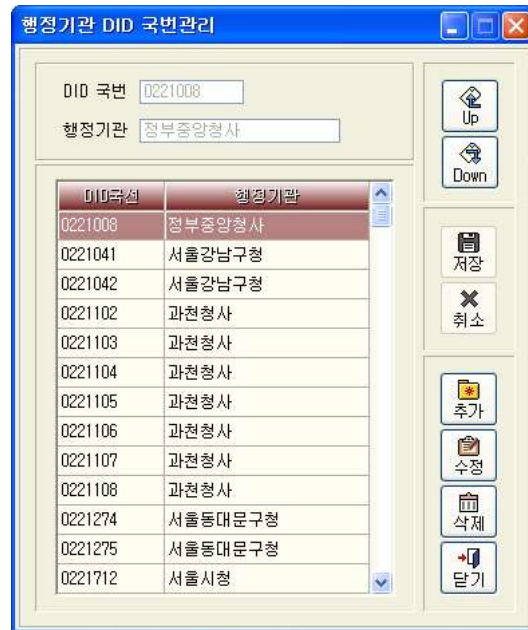 행정기관 DID 국번관리
DID 국번 0221008
행정기관 정부중앙청사
DID국선 행정기관
0221008 정부중앙청사
0221041 서울강남구청
0221042 서울강남구청
0221102 과천청사
0221103 과천청사
0221104 과천청사
0221105 과천청사
0221106 과천청사
0221107 과천청사
0221108 과천청사
0221274 서울동대문구청
0221275 서울동대문구청
0221712 서울시청
Up
Down
저장
취소
추가
수정
삭제
닫기